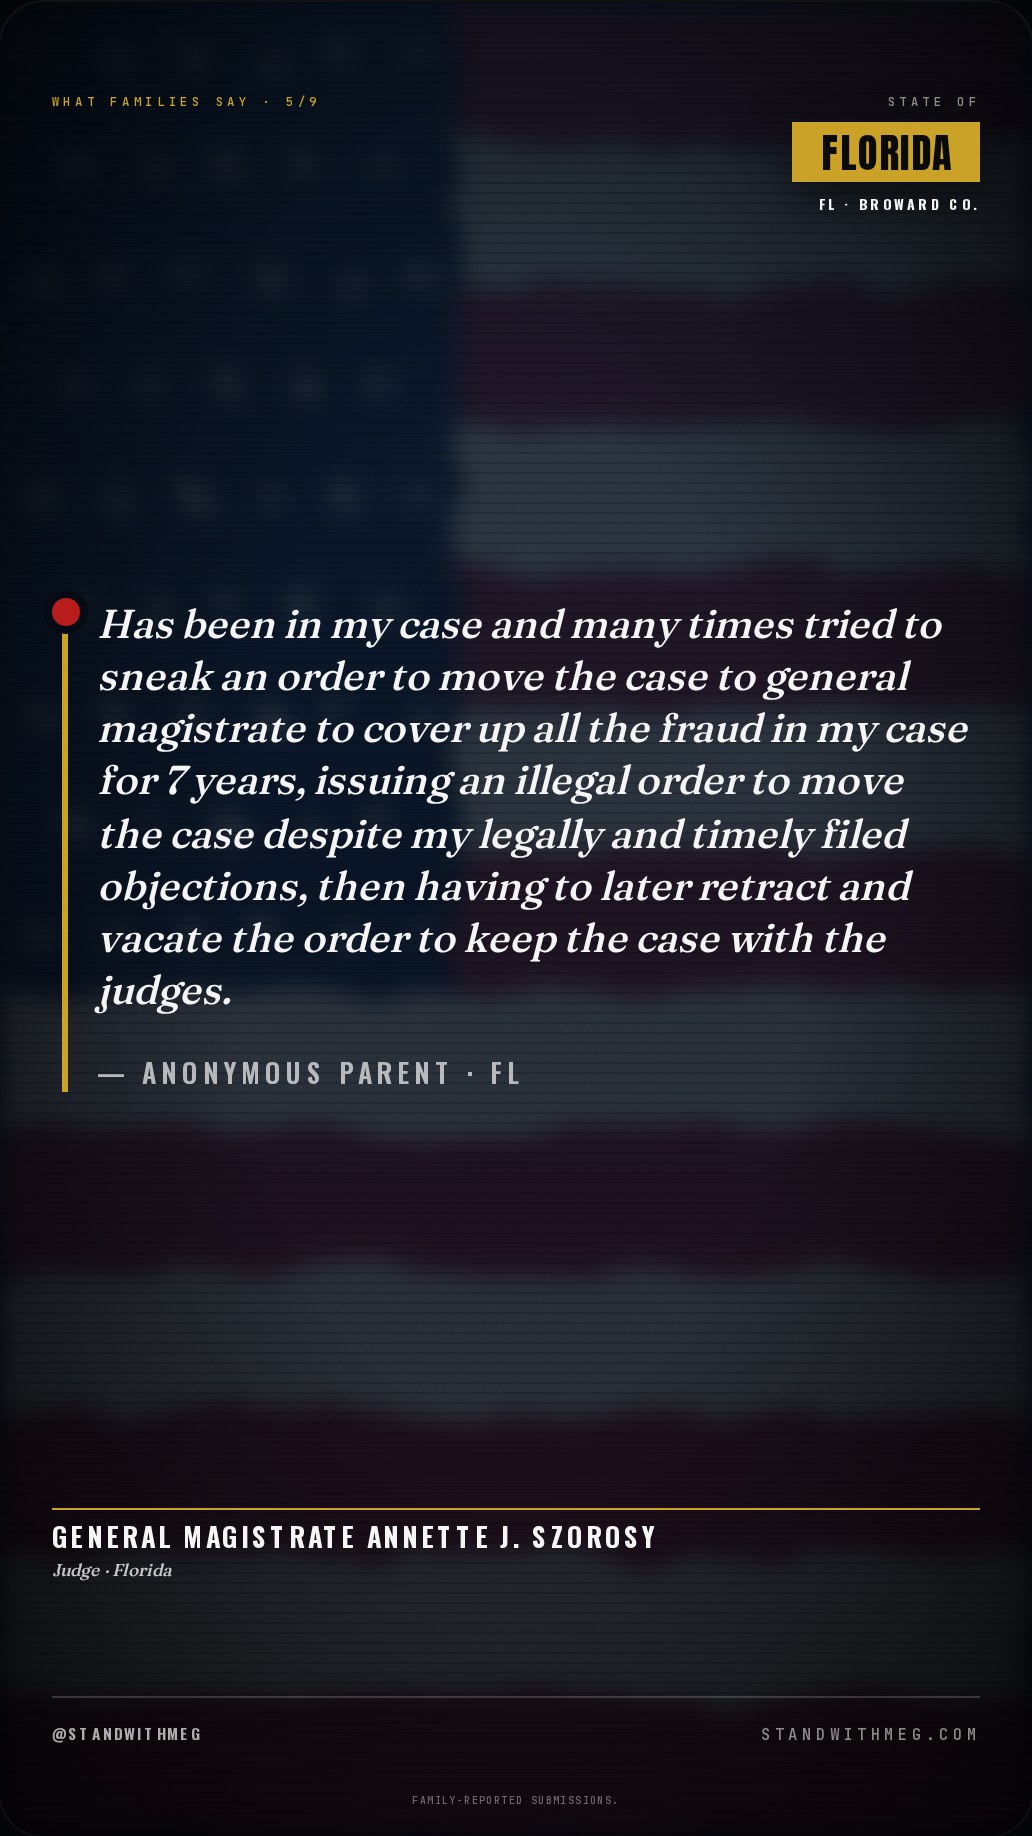 WHAT FAMILIES SAY · 5/9
STATE OF
FLORIDA
FL · BROWARD CO.
Has been in my case and many times tried to
sneak an order to move the case to general
magistrate to cover up all the fraud in my case
for 7 years, issuing an illegal order to move
the case despite my legally and timely filed
objections, then having to later retract and
vacate the order to keep the case with the
judges.
— ANONYMOUS PARENT · FL
GENERAL MAGISTRATE ANNETTE J. SZOROSY
Judge · Florida
@STANDWITHMEG
STANDWITHMEG.COM
FAMILY-REPORTED SUBMISSIONS.